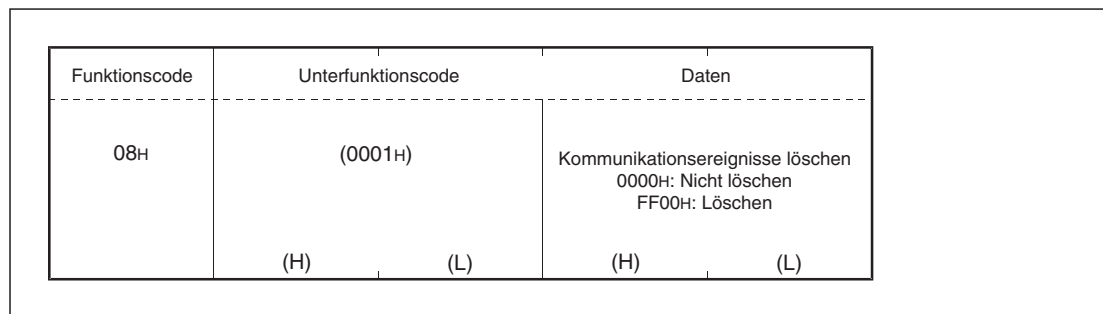 Funktionscode Unterfunktionscode Daten
08H (0001H) Kommunikationsereignisse löschen
0000H: Nicht löschen
FF00H: Löschen
(H) (L) (H) (L)